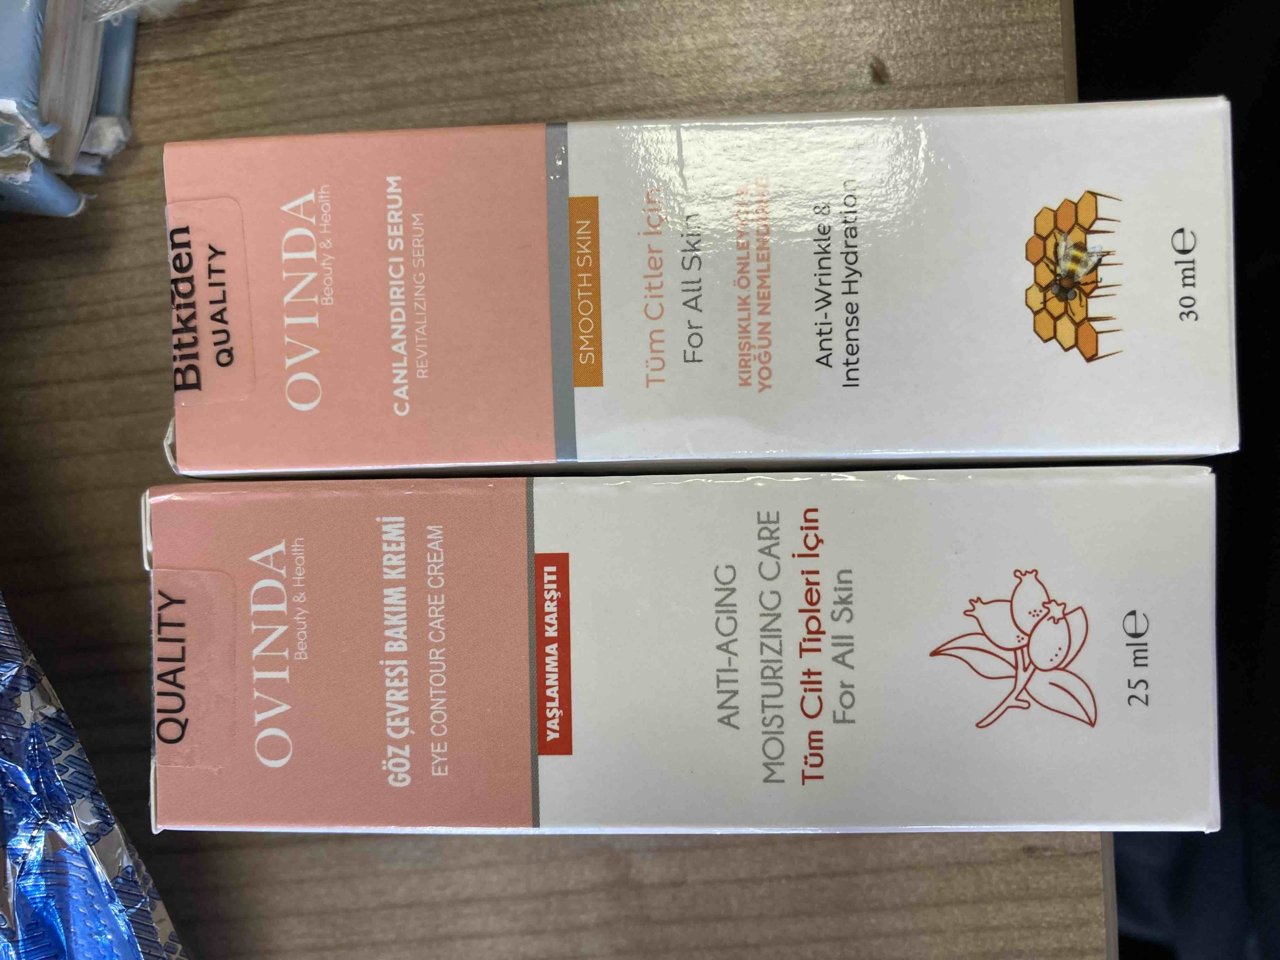 Bitkiden
QUALITY
OVINDA
Beauty & Health
CANLANDIRICI SERUM
REVITALIZING SERUM
SMOOTH SKIN
Tüm Citler İçin
For All Skin
KIRIŞIKLIK ÖNLEYİCİ &
YOĞUN NEMLENDİRİCİ
Anti-Wrinkle &
Intense Hydration
30 ml℮
QUALITY
OVINDA
Beauty & Health
GÖZ ÇEVRESİ BAKIM KREMİ
EYE CONTOUR CARE CREAM
YAŞLANMA KARŞITI
ANTI-AGING
MOISTURIZING CARE
Tüm Cilt Tipleri İçin
For All Skin
25 ml℮